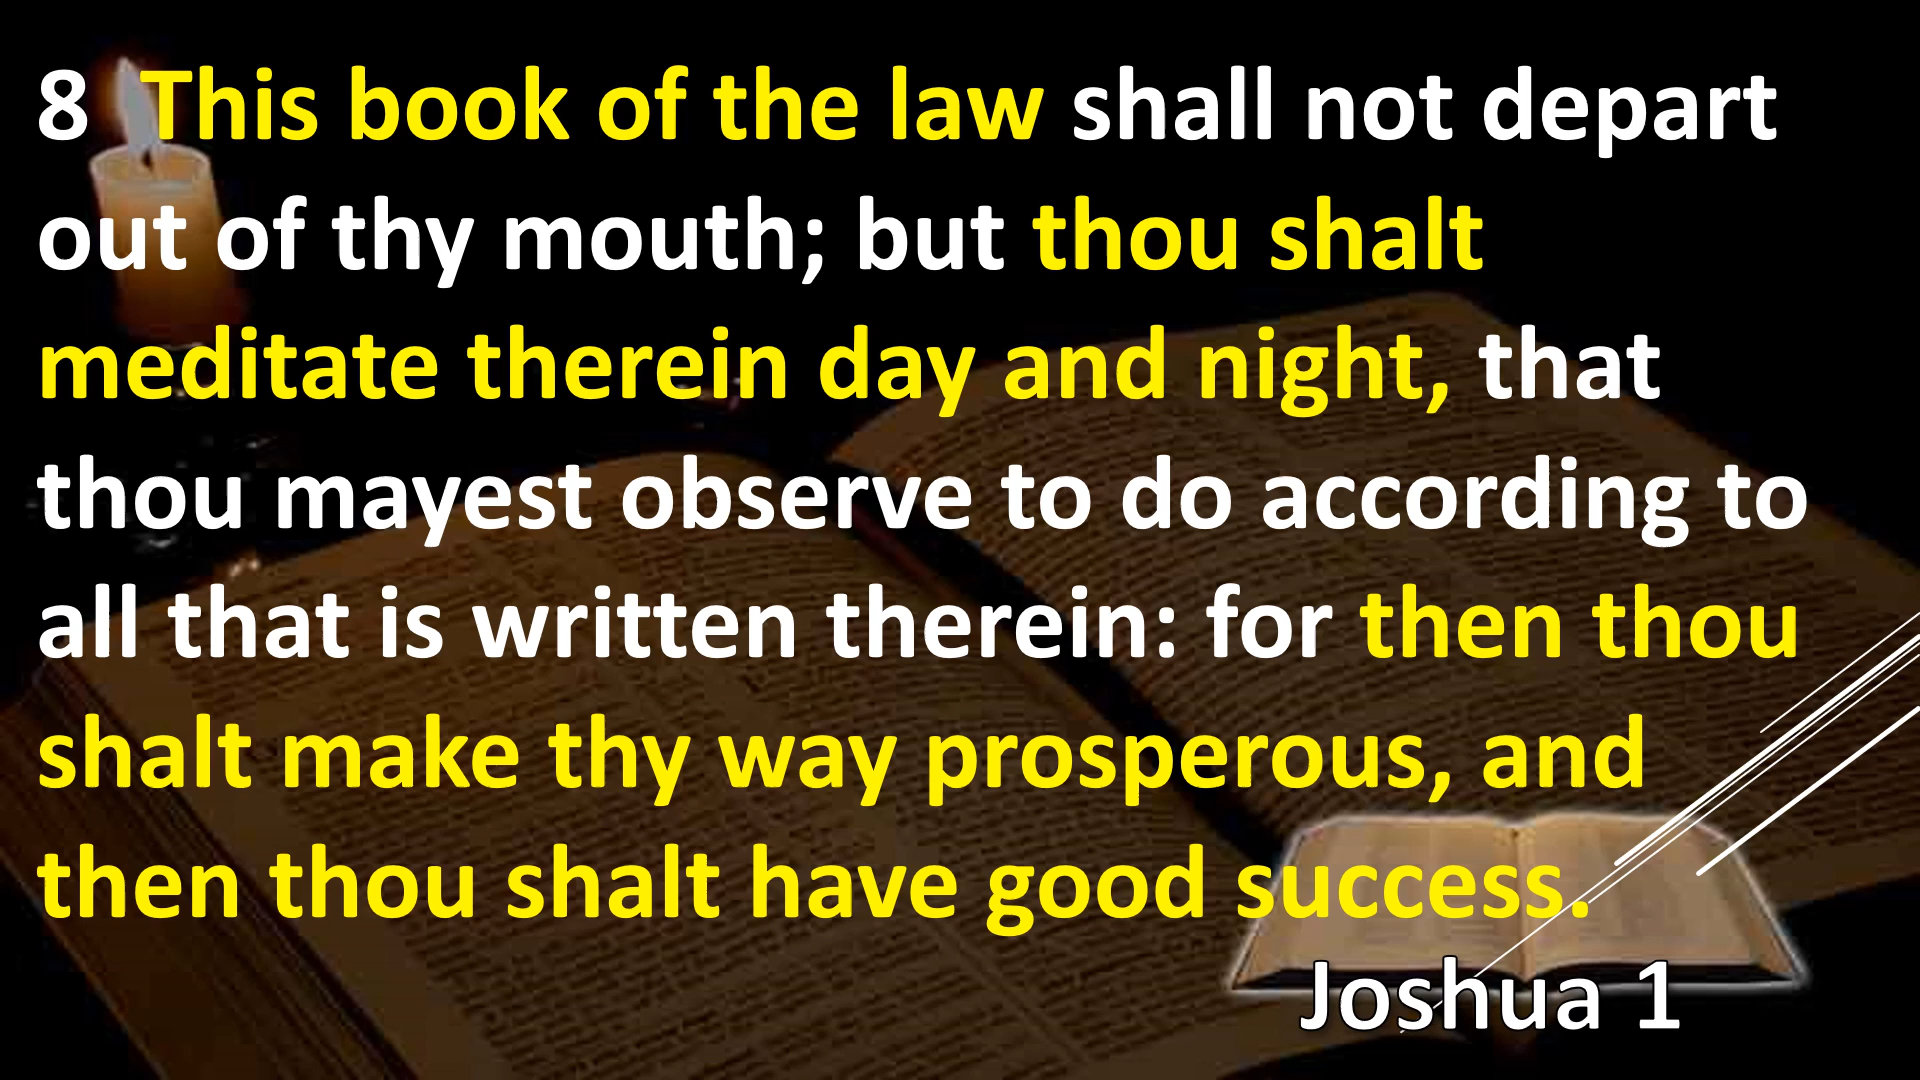 8 This book of the law shall not depart
out of thy mouth; but thou shalt
meditate therein day and night, that
thou mayest observe to do according to
all that is written therein: for then thou
shalt make thy way prosperous, and
then thou shalt have good success.
Joshua 1